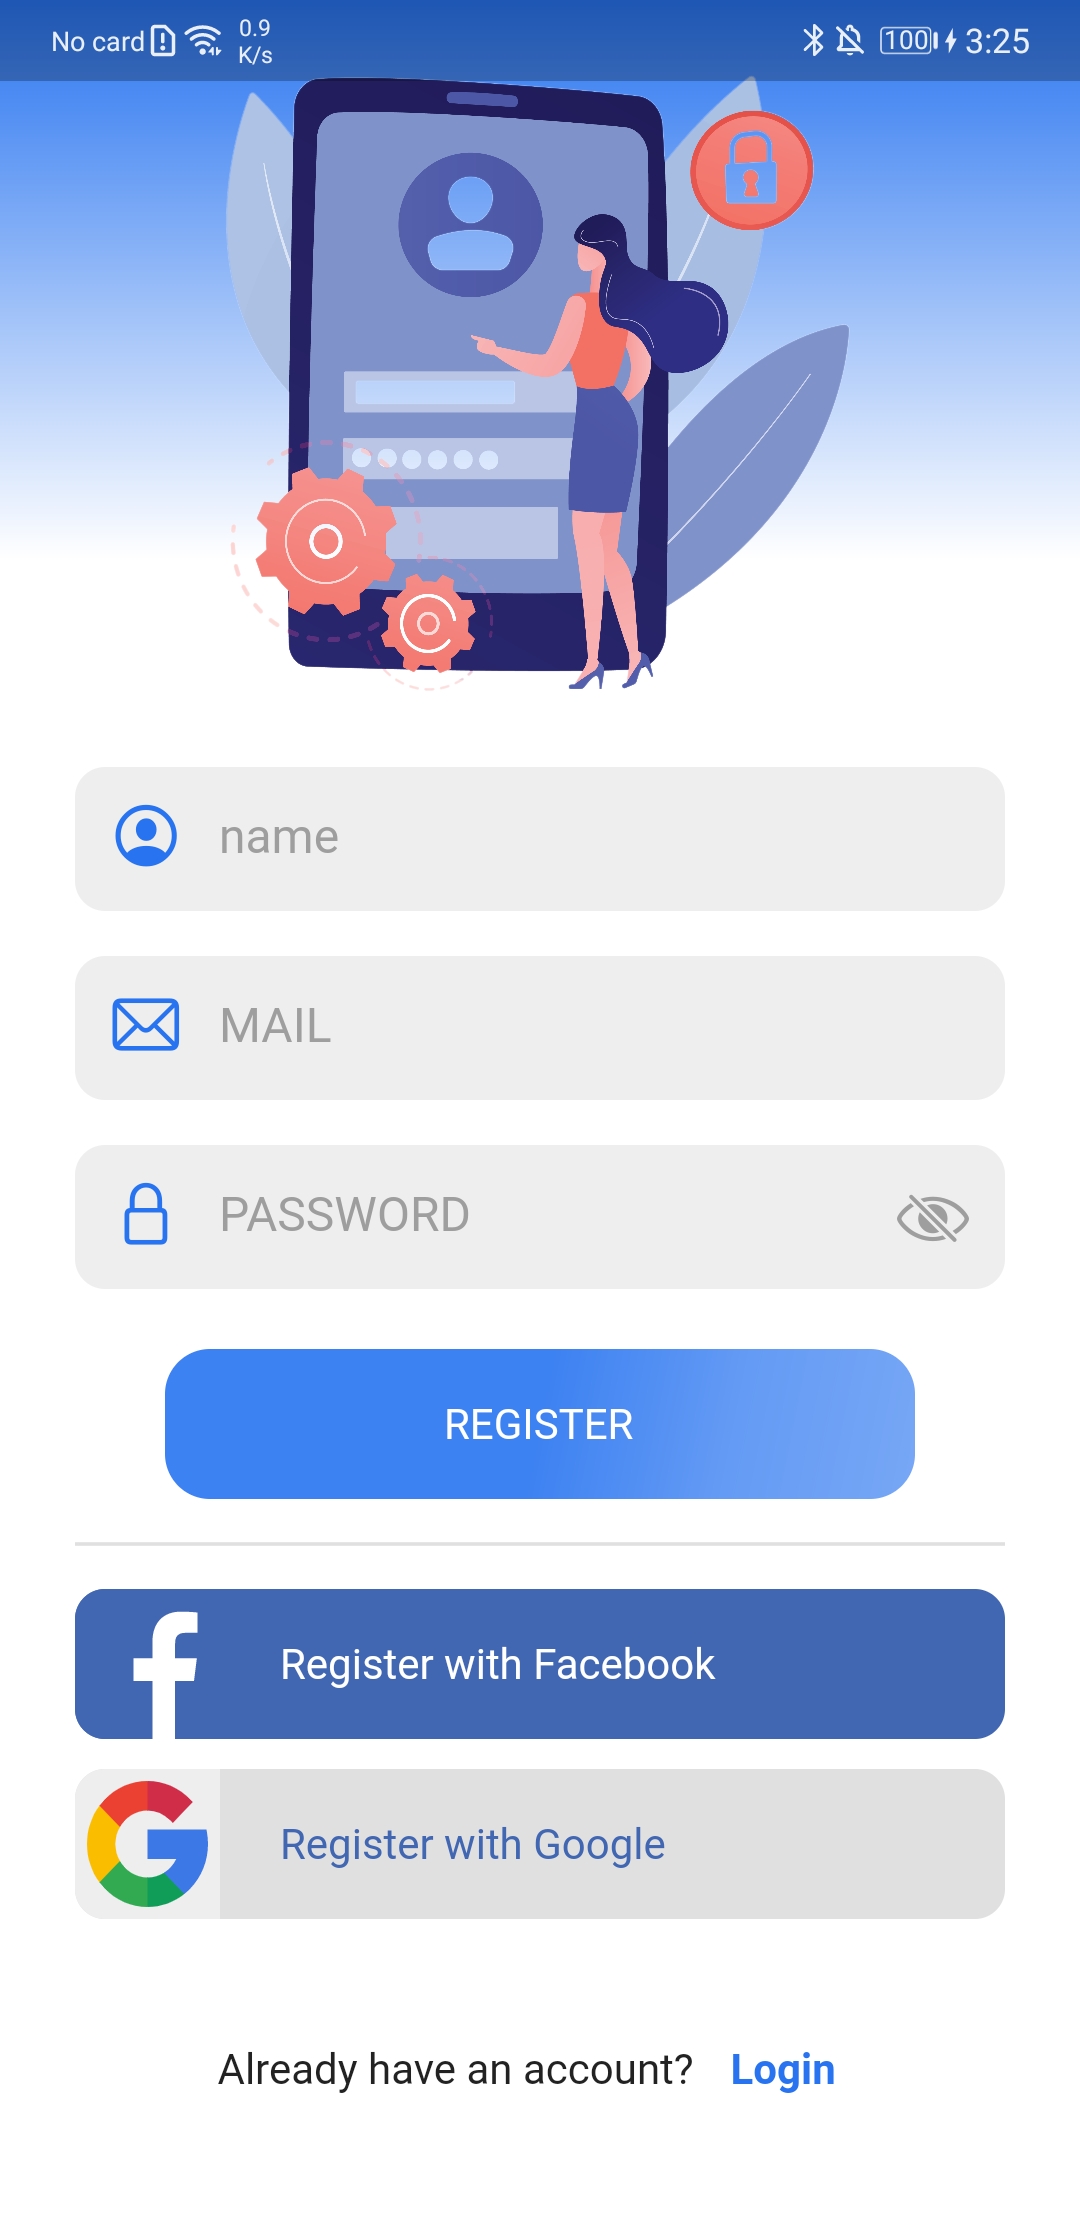 No card 0.9 100 3:25
K/s
name
MAIL
PASSWORD
REGISTER
Register with Facebook
Register with Google
Already have an account? Login